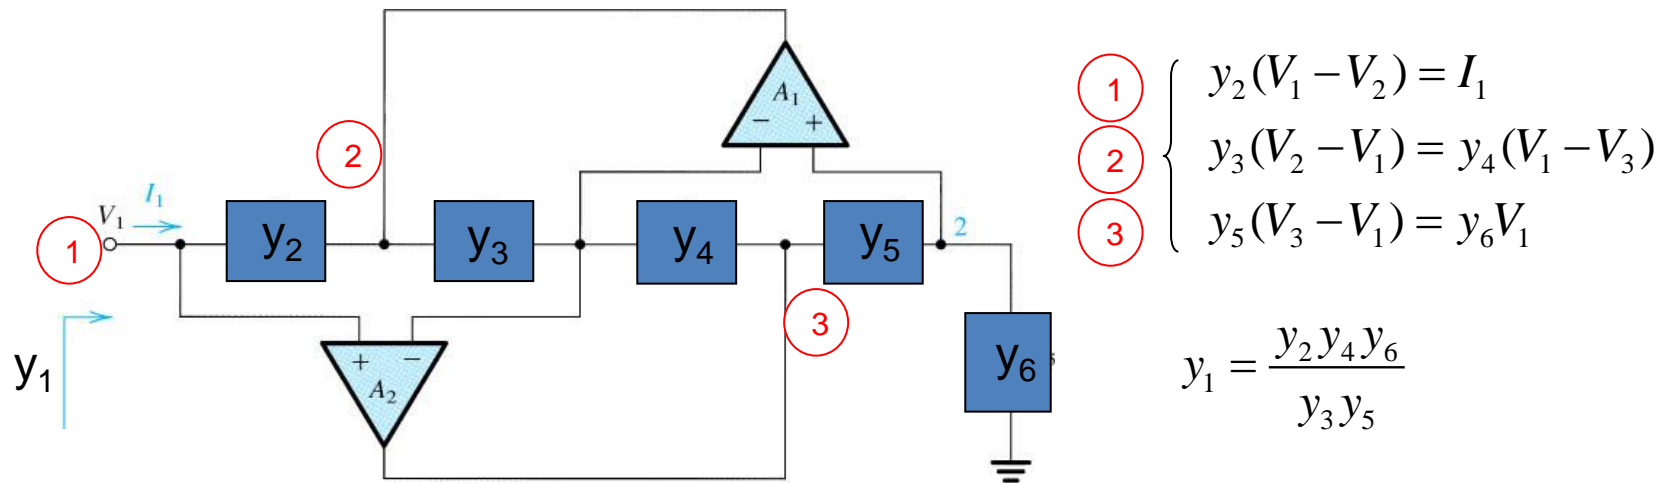 A₁
− +
2
1
V₁
I₁
y₂
y₃
y₄
y₅
2
3
+ −
A₂
y₁
y₆
1 y₂(V₁ − V₂) = I₁
2 y₃(V₂ − V₁) = y₄(V₁ − V₃)
3 y₅(V₃ − V₁) = y₆V₁
y₁ = y₂y₄y₆ / y₃y₅